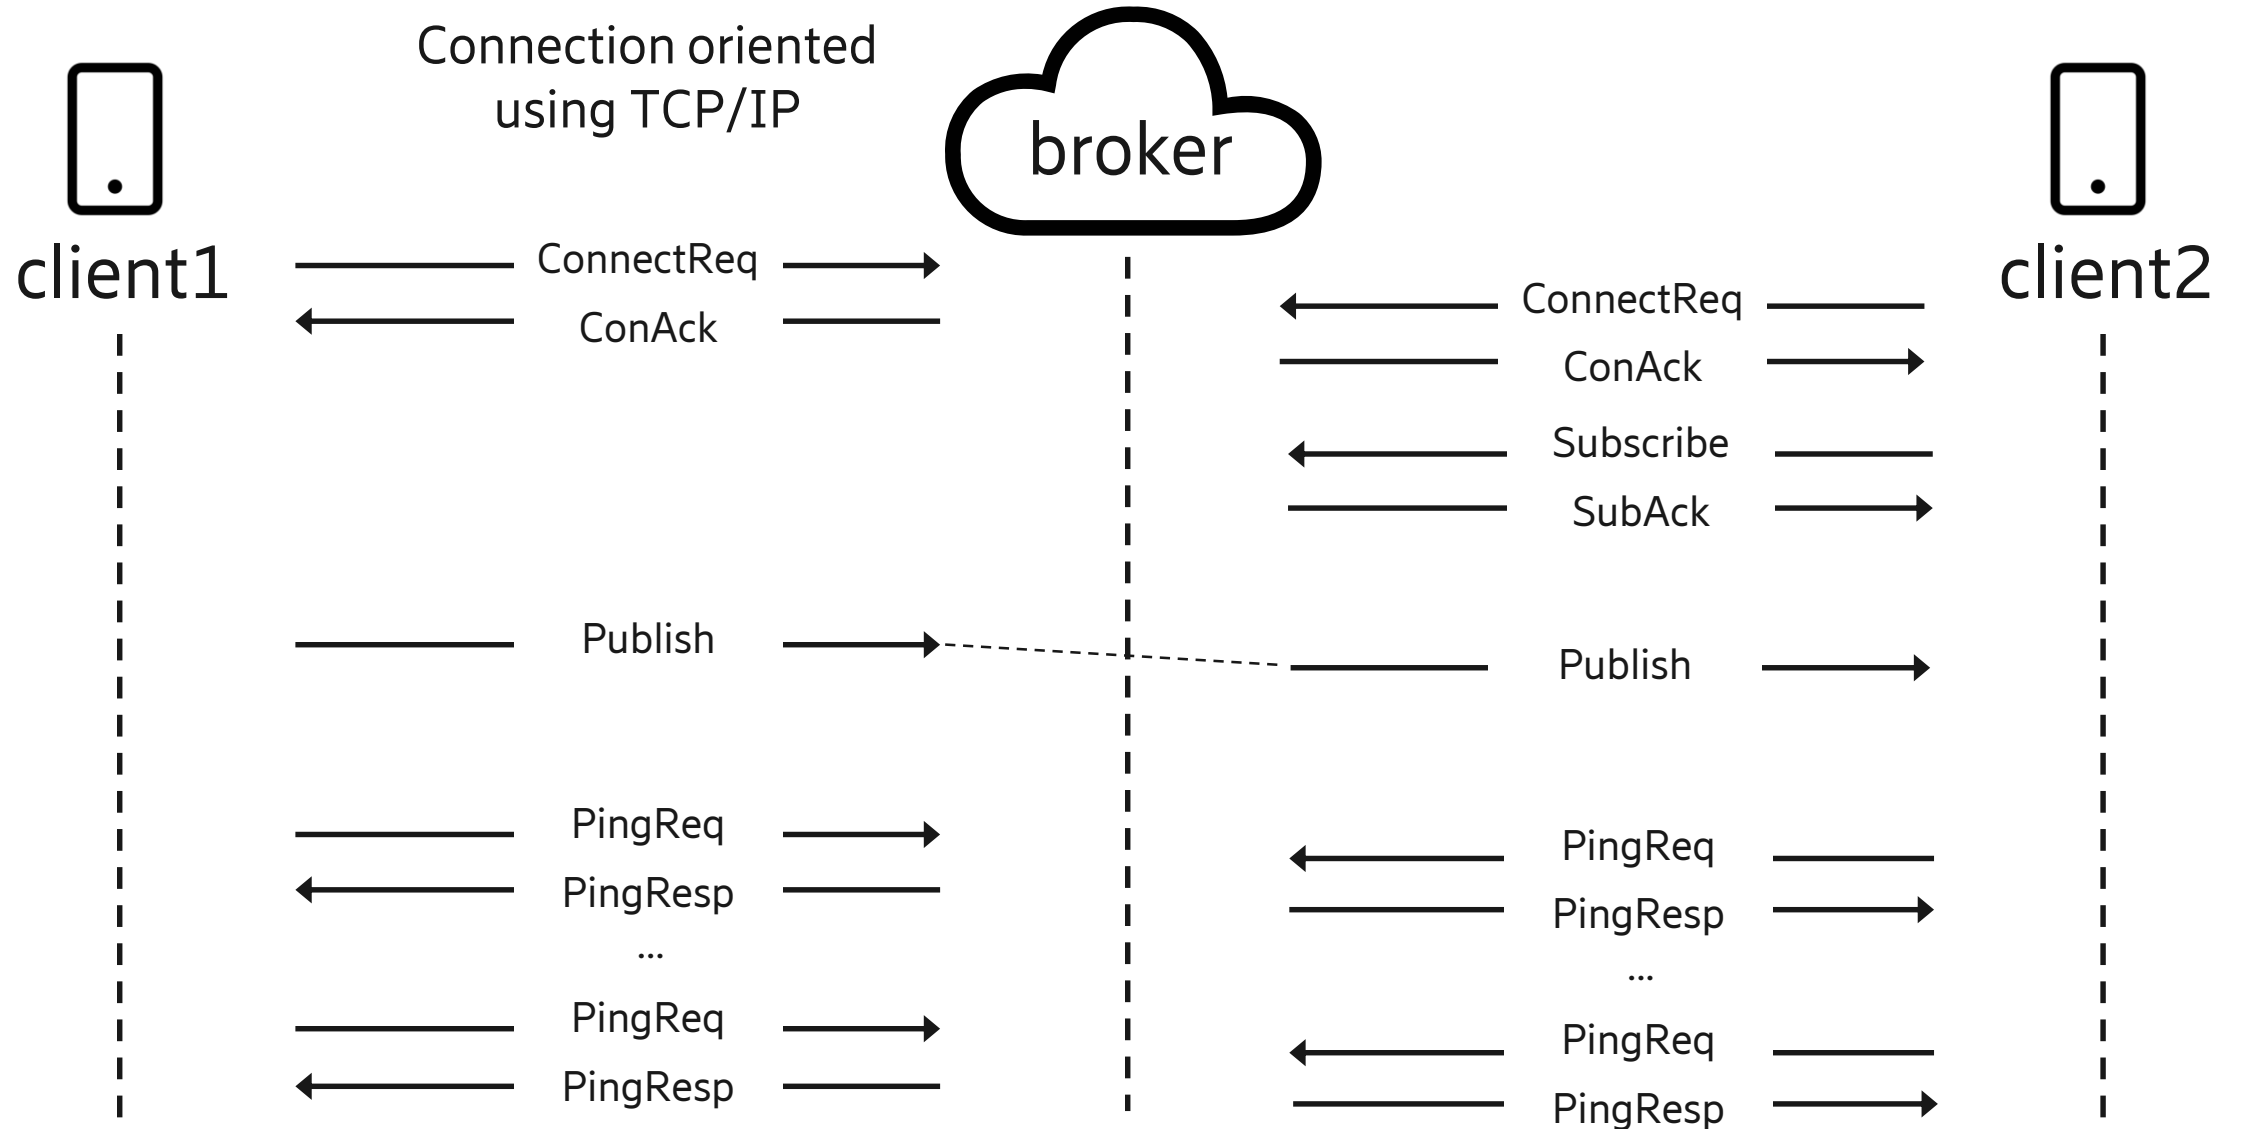 Connection oriented
using TCP/IP
broker
client1
client2
ConnectReq
ConAck
ConnectReq
ConAck
Subscribe
SubAck
Publish
Publish
PingReq
PingResp
...
PingReq
PingResp
PingReq
PingResp
...
PingReq
PingResp